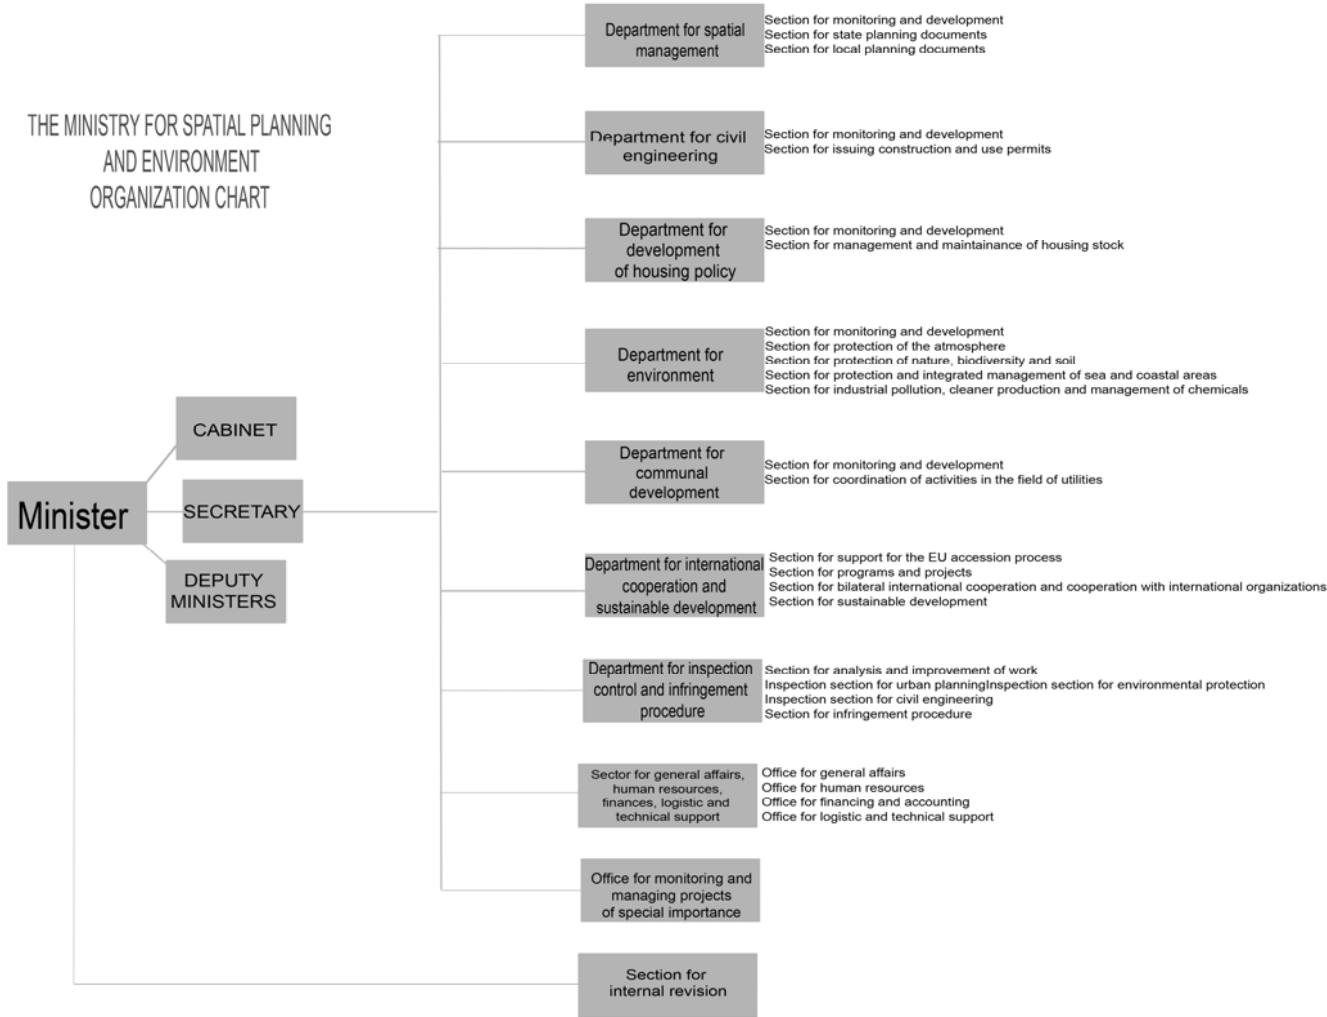 THE MINISTRY FOR SPATIAL PLANNING
AND ENVIRONMENT
ORGANIZATION CHART
Minister
CABINET
SECRETARY
DEPUTY
MINISTERS
Department for spatial
management
Section for monitoring and development
Section for state planning documents
Section for local planning documents
Department for civil
engineering
Section for monitoring and development
Section for issuing construction and use permits
Department for
development
of housing policy
Section for monitoring and development
Section for management and maintainance of housing stock
Department for
environment
Section for monitoring and development
Section for protection of the atmosphere
Section for protection of nature, biodiversity and soil
Section for protection and integrated management of sea and coastal areas
Section for industrial pollution, cleaner production and management of chemicals
Department for
communal
development
Section for monitoring and development
Section for coordination of activities in the field of utilities
Department for international
cooperation and
sustainable development
Section for support for the EU accession process
Section for programs and projects
Section for bilateral international cooperation and cooperation with international organizations
Section for sustainable development
Department for inspection
control and infringement
procedure
Section for analysis and improvement of work
Inspection section for urban planningInspection section for environmental protection
Inspection section for civil engineering
Section for infringement procedure
Sector for general affairs,
human resources,
finances, logistic and
technical support
Office for general affairs
Office for human resources
Office for financing and accounting
Office for logistic and technical support
Office for monitoring and
managing projects
of special importance
Section for
internal revision